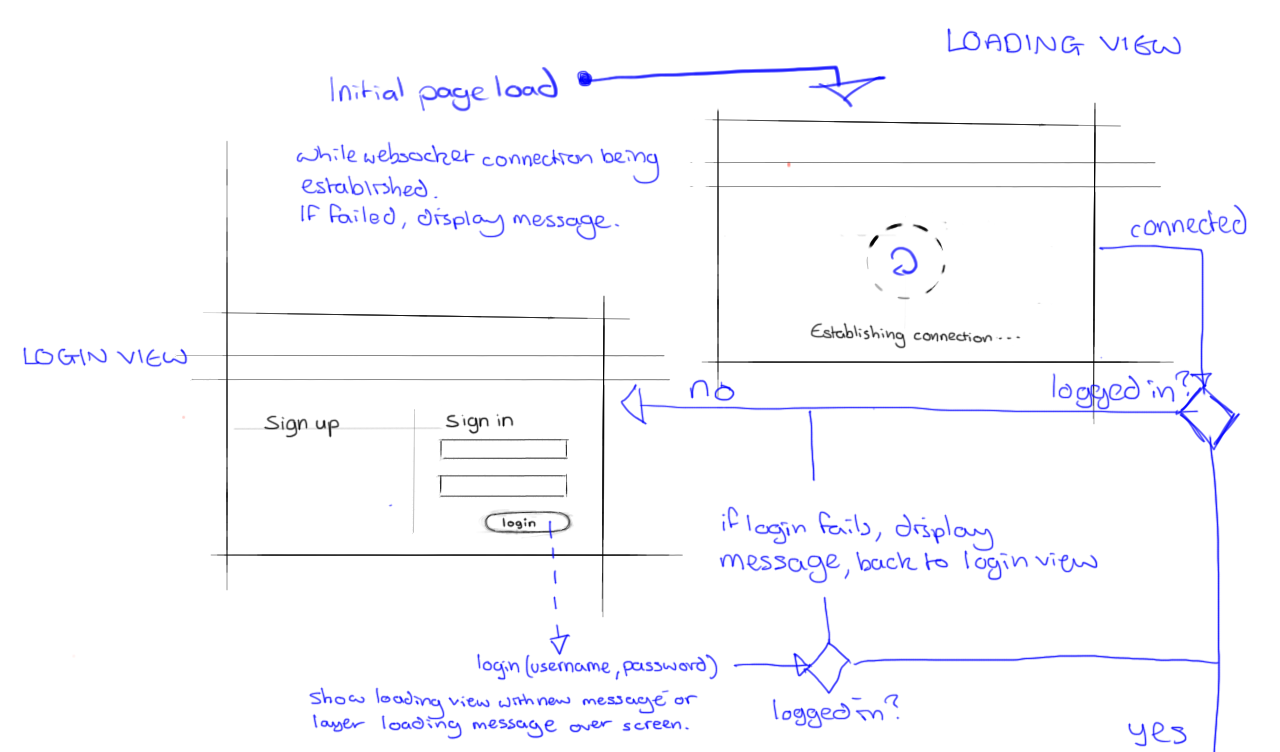 LOADING VIEW
Initial page load
while websocket connection being
established.
If failed, display message.
connected
Establishing connection...
LOGIN VIEW
no
logged in?
Sign up
Sign in
login
if login fails, display
message, back to login view
login (username, password)
Show loading view with new message or
layer loading message over screen.
logged in?
yes